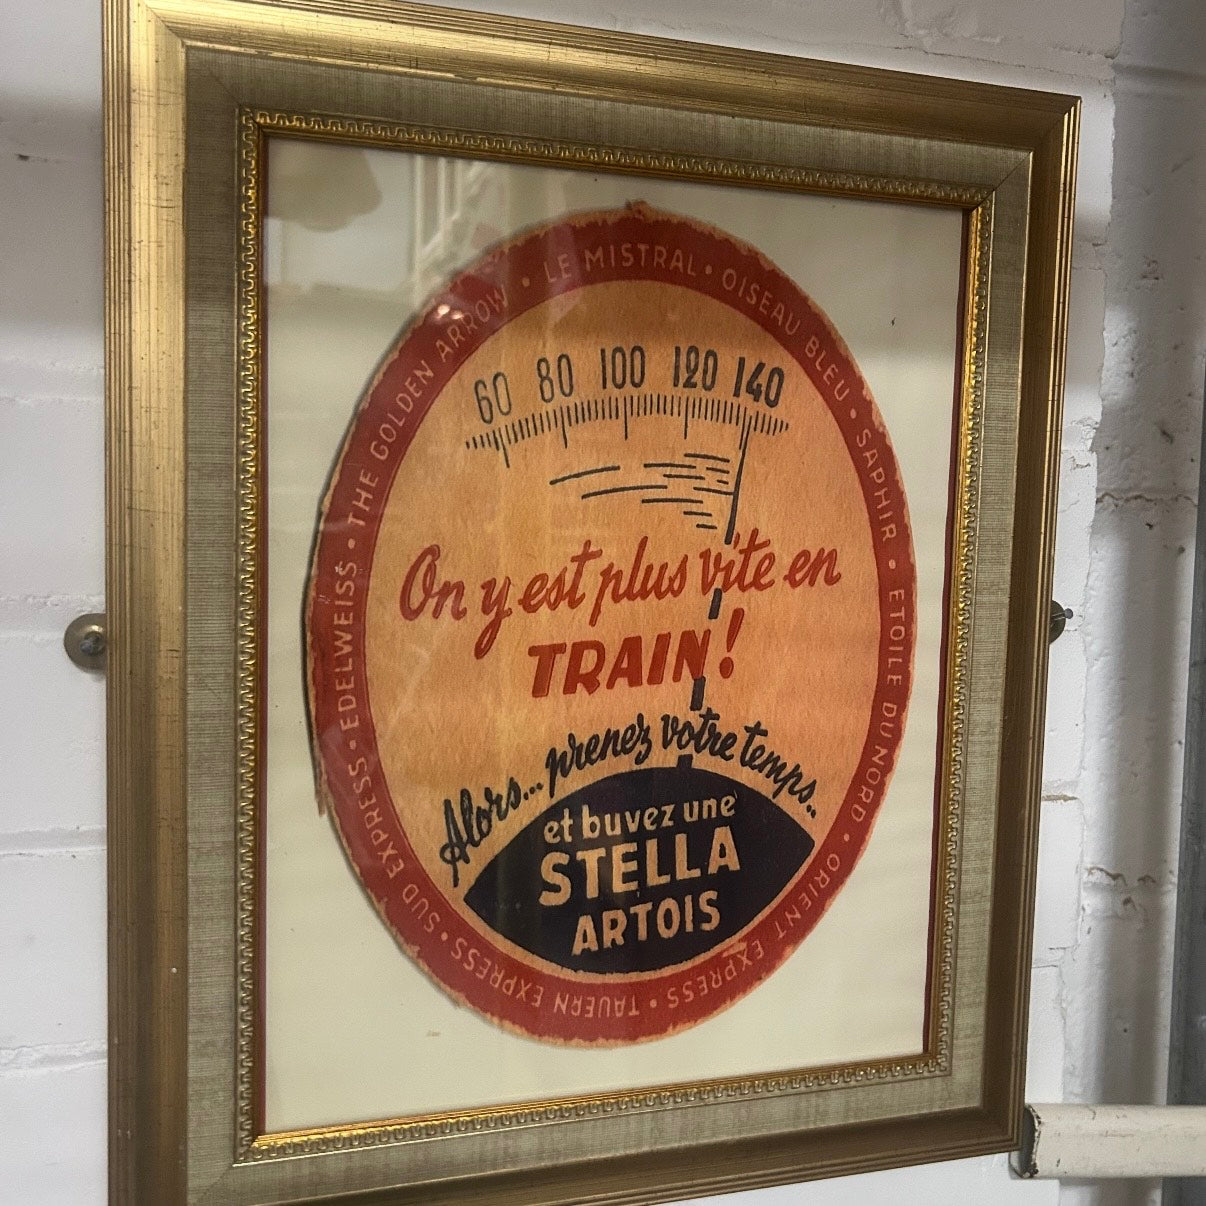 LE MISTRAL • OISEAU BLEU • SAPHIR • ETOILE DU NORD • ORIENT EXPRESS • TAUERN EXPRESS • SUD EXPRESS • EDELWEISS • THE GOLDEN ARROW •
60 80 100 120 140
On y est plus vite en
TRAIN!
Alors... prenez votre temps..
et buvez une
STELLA
ARTOIS